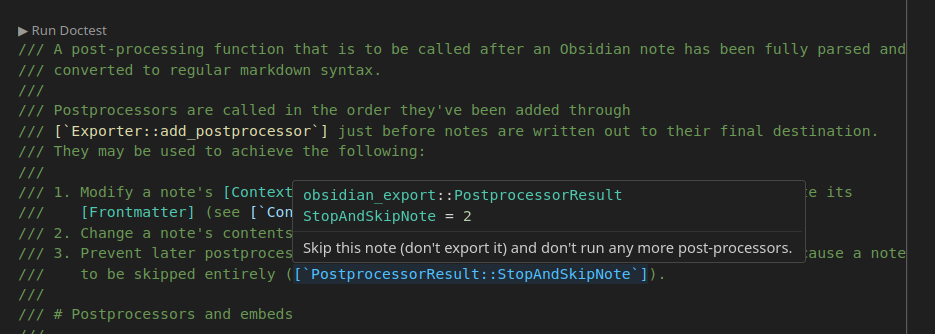 ▶ Run Doctest
/// A post-processing function that is to be called after an Obsidian note has been fully parsed and
/// converted to regular markdown syntax.
///
/// Postprocessors are called in the order they've been added through
/// [`Exporter::add_postprocessor`] just before notes are written out to their final destination.
/// They may be used to achieve the following:
///
/// 1. Modify a note's [Context te its
obsidian_export::PostprocessorResult
///    [Frontmatter] (see [`Con
StopAndSkipNote = 2
/// 2. Change a note's contents
Skip this note (don't export it) and don't run any more post-processors.
/// 3. Prevent later postproces cause a note
///    to be skipped entirely ([`PostprocessorResult::StopAndSkipNote`]).
///
/// # Postprocessors and embeds
///